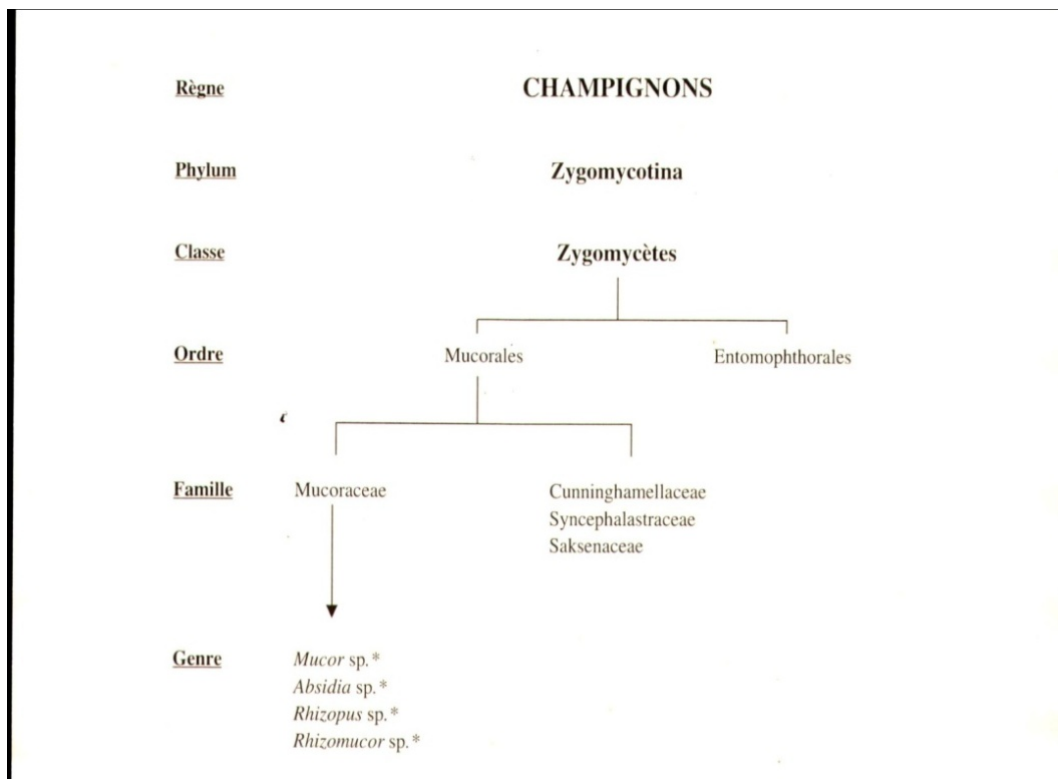 Règne CHAMPIGNONS
Phylum Zygomycotina
Classe Zygomycètes
Ordre Mucorales Entomophthorales
Famille Mucoraceae Cunninghamellaceae
Syncephalastraceae
Saksenaceae
Genre Mucor sp.*
Absidia sp.*
Rhizopus sp.*
Rhizomucor sp.*